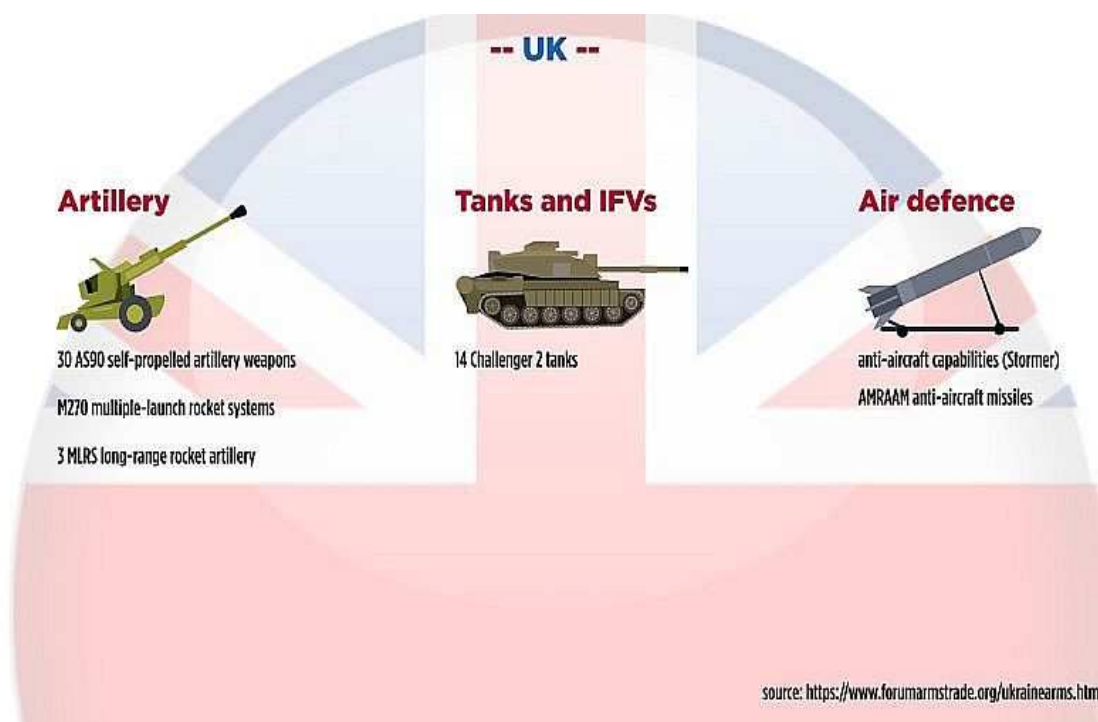 -- UK --
Artillery
30 AS90 self-propelled artillery weapons
M270 multiple-launch rocket systems
3 MLRS long-range rocket artillery
Tanks and IFVs
14 Challenger 2 tanks
Air defence
anti-aircraft capabilities (Stormer)
AMRAAM anti-aircraft missiles
source: https://www.forumarmstrade.org/ukrainearms.htm